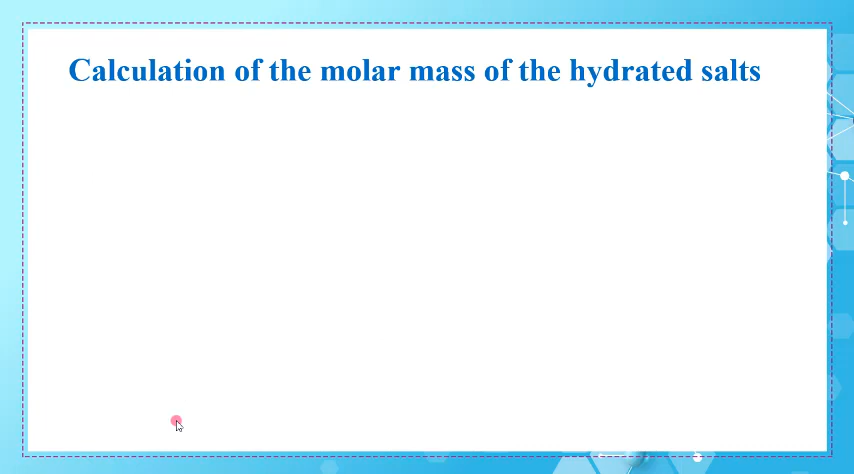 Calculation of the molar mass of the hydrated salts